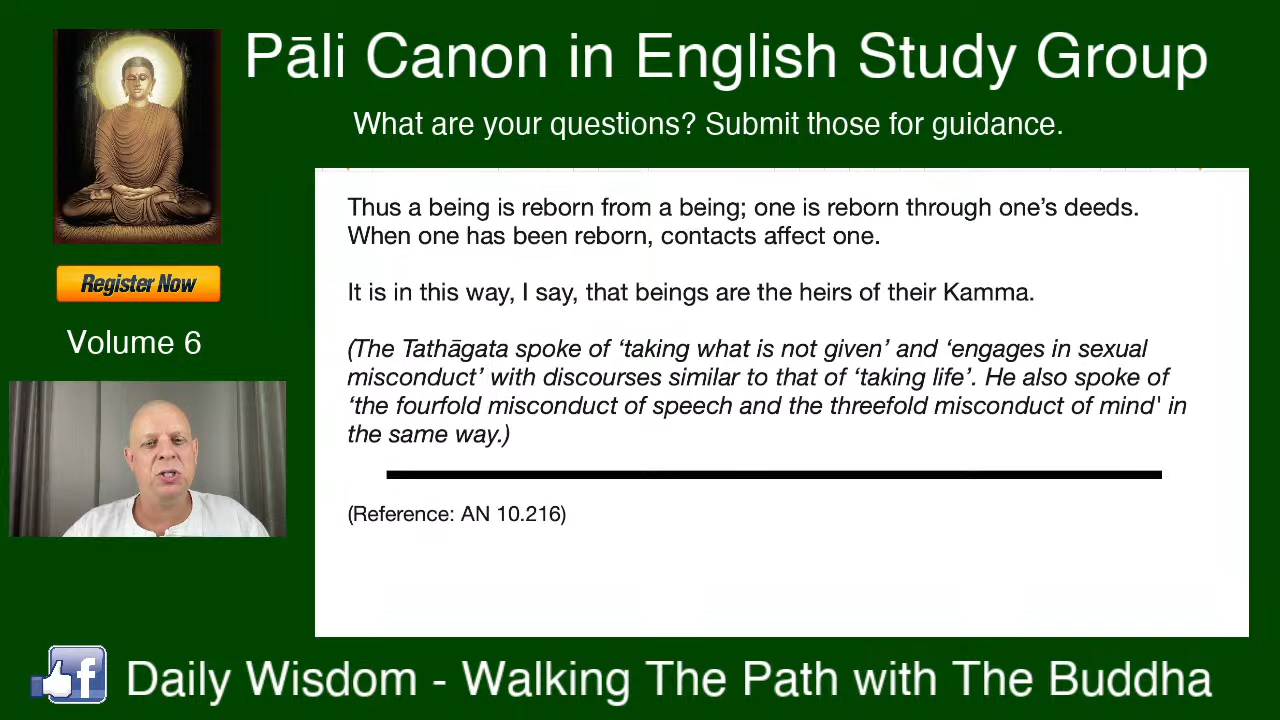 Pāli Canon in English Study Group
What are your questions? Submit those for guidance.
Register Now
Volume 6
Thus a being is reborn from a being; one is reborn through one's deeds.
When one has been reborn, contacts affect one.
It is in this way, I say, that beings are the heirs of their Kamma.
(The Tathāgata spoke of ‘taking what is not given’ and ‘engages in sexual
misconduct’ with discourses similar to that of ‘taking life’. He also spoke of
‘the fourfold misconduct of speech and the threefold misconduct of mind' in
the same way.)
(Reference: AN 10.216)
f
Daily Wisdom - Walking The Path with The Buddha